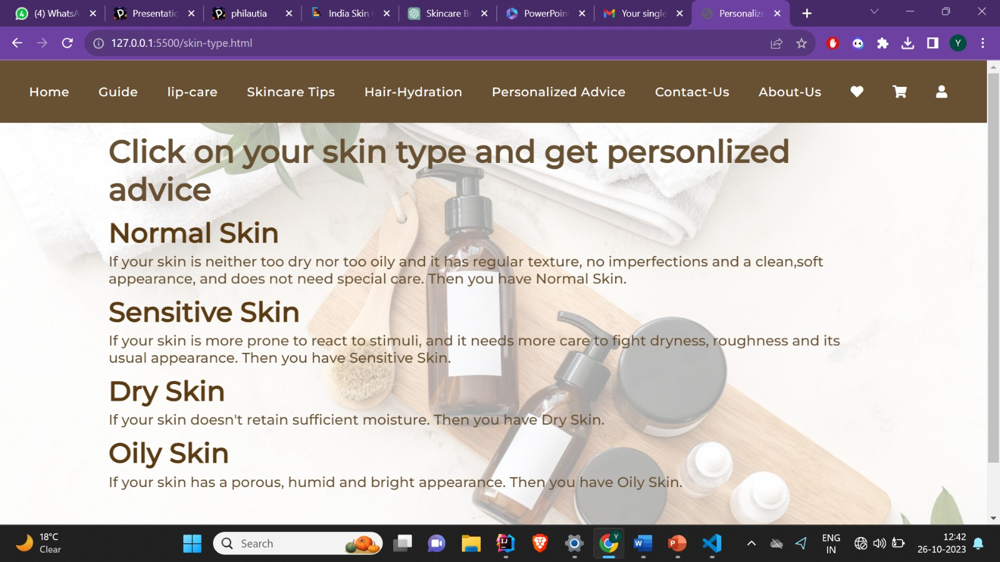 (4) WhatsA
Presentatic
philautia
India Skin
Skincare B
PowerPoin
Your single
Personalize
127.0.0.1:5500/skin-type.html
Y
Home Guide lip-care Skincare Tips Hair-Hydration Personalized Advice Contact-Us About-Us
Click on your skin type and get personlized
advice
Normal Skin
If your skin is neither too dry nor too oily and it has regular texture, no imperfections and a clean,soft
appearance, and does not need special care. Then you have Normal Skin.
Sensitive Skin
If your skin is more prone to react to stimuli, and it needs more care to fight dryness, roughness and its
usual appearance. Then you have Sensitive Skin.
Dry Skin
If your skin doesn't retain sufficient moisture. Then you have Dry Skin.
Oily Skin
If your skin has a porous, humid and bright appearance. Then you have Oily Skin.
18°C
Clear
Search
ENG
IN
12:42
26-10-2023